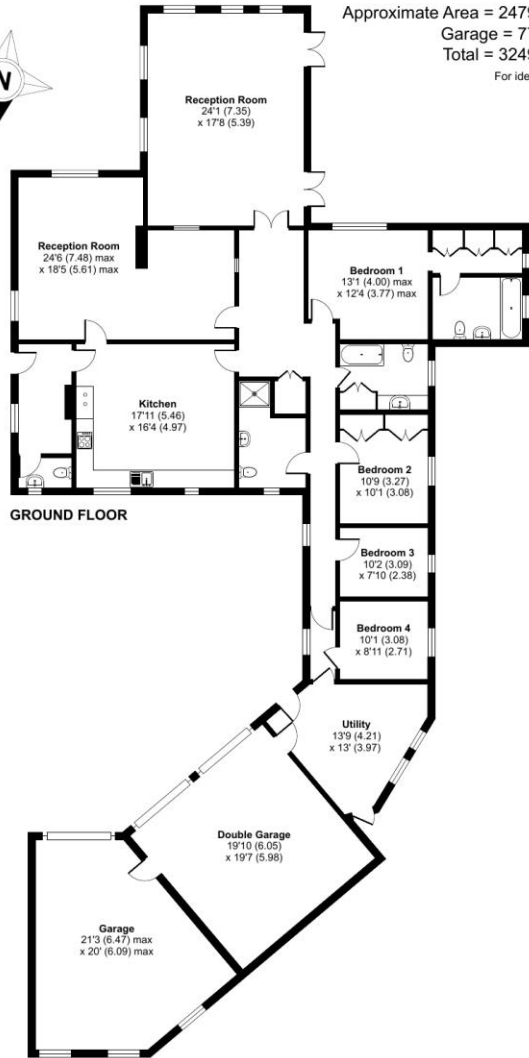 Approximate Area = 2479
Garage = 77
Total = 3249
For ide
N
Reception Room
24'1 (7.35)
x 17'8 (5.39)
Reception Room
24'6 (7.48) max
x 18'5 (5.61) max
Bedroom 1
13'1 (4.00) max
x 12'4 (3.77) max
Kitchen
17'11 (5.46)
x 16'4 (4.97)
Bedroom 2
10'9 (3.27)
x 10'1 (3.08)
GROUND FLOOR
Bedroom 3
10'2 (3.09)
x 7'10 (2.38)
Bedroom 4
10'1 (3.08)
x 8'11 (2.71)
Utility
13'9 (4.21)
x 13' (3.97)
Double Garage
19'10 (6.05)
x 19'7 (5.98)
Garage
21'3 (6.47) max
x 20' (6.09) max